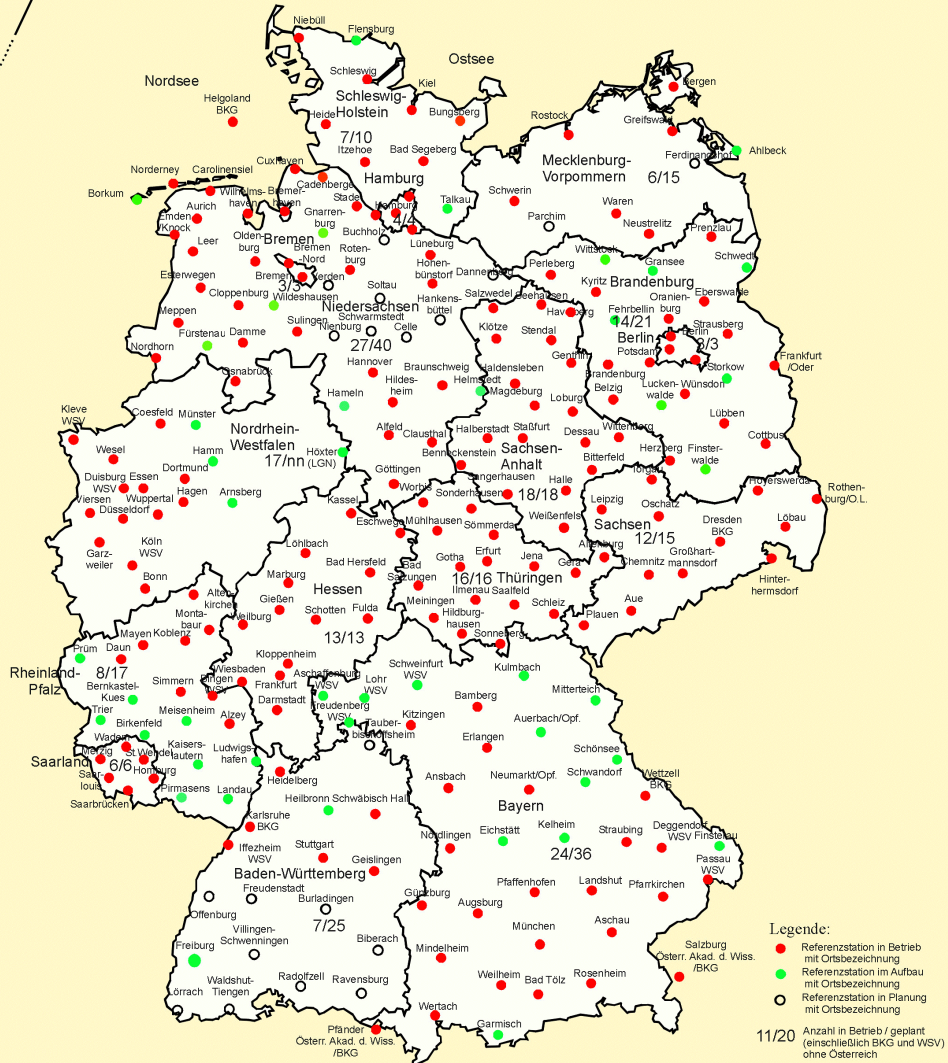 Niebüll
Flensburg
Ostsee
Nordsee
Schleswig
Kiel
Bergen
Helgoland
BKG
Schleswig-
Holstein
Heide
Bungsberg
Rostock
Greifswald
7/10
Itzehoe
Bad Segeberg
Ahlbeck
Mecklenburg-
Vorpommern
6/15
Cuxhaven
Norderney
Carolinensiel
Cadenberge
Hamburg
Schwerin
Borkum
Wilhelms-
haven
Bremer-
haven
Stade
Hamburg
4/4
Talkau
Parchim
Waren
Aurich
Emden
/Knock
Gnarren-
burg
Buchholz
Neustrelitz
Prenzlau
Leer
Olden-
burg
Bremen
Bremen
-Nord
Roten-
burg
Lüneburg
Hohen-
bünstorf
Dannenberg
Perleberg
Wittstock
Gransee
Schwedt
Brandenburg
Esterwegen
Bremen
3/3
Verden
Soltau
Kyritz
Oranien-
burg
Eberswalde
Cloppenburg
Wildeshausen
Niedersachsen
Hankens-
büttel
Salzwedel
Seehausen
Havelberg
Fehrbellin
14/21
Meppen
Fürstenau
Damme
Sulingen
Nienburg
Schwarmstedt
Celle
27/40
Klötze
Stendal
Berlin
Berlin
3/3
Strausberg
Nordhorn
Osnabrück
Hannover
Genthin
Potsdam
Frankfurt
/Oder
Braunschweig
Helmstedt
Haldensleben
Magdeburg
Brandenburg
Belzig
Storkow
Hameln
Hildes-
heim
Loburg
Lucken-
walde
Wünsdorf
Kleve
WSV
Coesfeld
Münster
Nordrhein-
Westfalen
17/nn
Alfeld
Clausthal
Halberstadt
Staßfurt
Dessau
Wittenberg
Lübben
Cottbus
Wesel
Hamm
Höxter
(LGN)
Benneckenstein
Sachsen-
Anhalt
18/18
Bitterfeld
Herzberg
Finster-
walde
Duisburg
WSV
Essen
Dortmund
Göttingen
Sangerhausen
Halle
Torgau
Hoyerswerda
Rothen-
burg/O.L.
Viersen
Düsseldorf
Wuppertal
Hagen
Arnsberg
Kassel
Worbis
Sonderhausen
Leipzig
Oschatz
Eschwege
Mühlhausen
Sömmerda
Weißenfels
Sachsen
12/15
Dresden
BKG
Löbau
Garz-
weiler
Köln
WSV
Löhlbach
Bad Hersfeld
Bad
Salzungen
Gotha
Erfurt
Jena
Gera
Altenburg
Chemnitz
Großhart-
mannsdorf
Hinter-
hermsdorf
Bonn
Marburg
Hessen
16/16
Thüringen
Alten-
kirchen
Gießen
Schotten
Fulda
Meiningen
Ilmenau
Saalfeld
Schleiz
Aue
Plauen
Monta-
baur
Weilburg
13/13
Hildburg-
hausen
Sonneberg
Prüm
Mayen
Koblenz
Daun
Kloppenheim
Rheinland-
Pfalz
8/17
Wiesbaden
Aschaffenburg
WSV
Lohr
WSV
Schweinfurt
WSV
Kulmbach
Mitterteich
Bernkastel-
Kues
Simmern
Bingen
WSV
Frankfurt
Freudenberg
WSV
Bamberg
Trier
Birkenfeld
Meisenheim
Alzey
Darmstadt
Tauber-
bischoffsheim
Kitzingen
Auerbach/Opf.
Wadern
Merzig
St.Wendel
Kaisers-
lautern
Ludwigs-
hafen
Erlangen
Schönsee
Saarland
6/6
Saar-
louis
Homburg
Saarbrücken
Pirmasens
Landau
Heidelberg
Ansbach
Neumarkt/Opf.
Schwandorf
Wettzell
BKG
Heilbronn
Schwäbisch Hall
Bayern
Karlsruhe
BKG
Iffezheim
WSV
Stuttgart
Nördlingen
Eichstätt
Kelheim
24/36
Straubing
Deggendorf
WSV
Finsterau
Geislingen
Passau
WSV
Baden-Württemberg
Freudenstadt
Burladingen
7/25
Günzburg
Pfaffenhofen
Landshut
Pfarrkirchen
Offenburg
Augsburg
Aschau
Villingen-
Schwenningen
Biberach
München
Freiburg
Mindelheim
Salzburg
Österr. Akad. d. Wiss.
/BKG
Waldshut-
Tiengen
Radolfzell
Ravensburg
Weilheim
Bad Tölz
Rosenheim
Lörrach
Wertach
Garmisch
Pfänder
Österr. Akad. d. Wiss.
/BKG
Legende:
Referenzstation in Betrieb
mit Ortsbezeichnung
Referenzstation im Aufbau
mit Ortsbezeichnung
Referenzstation in Planung
mit Ortsbezeichnung
11/20
Anzahl in Betrieb / geplant
(einschließlich BKG und WSV)
ohne Österreich